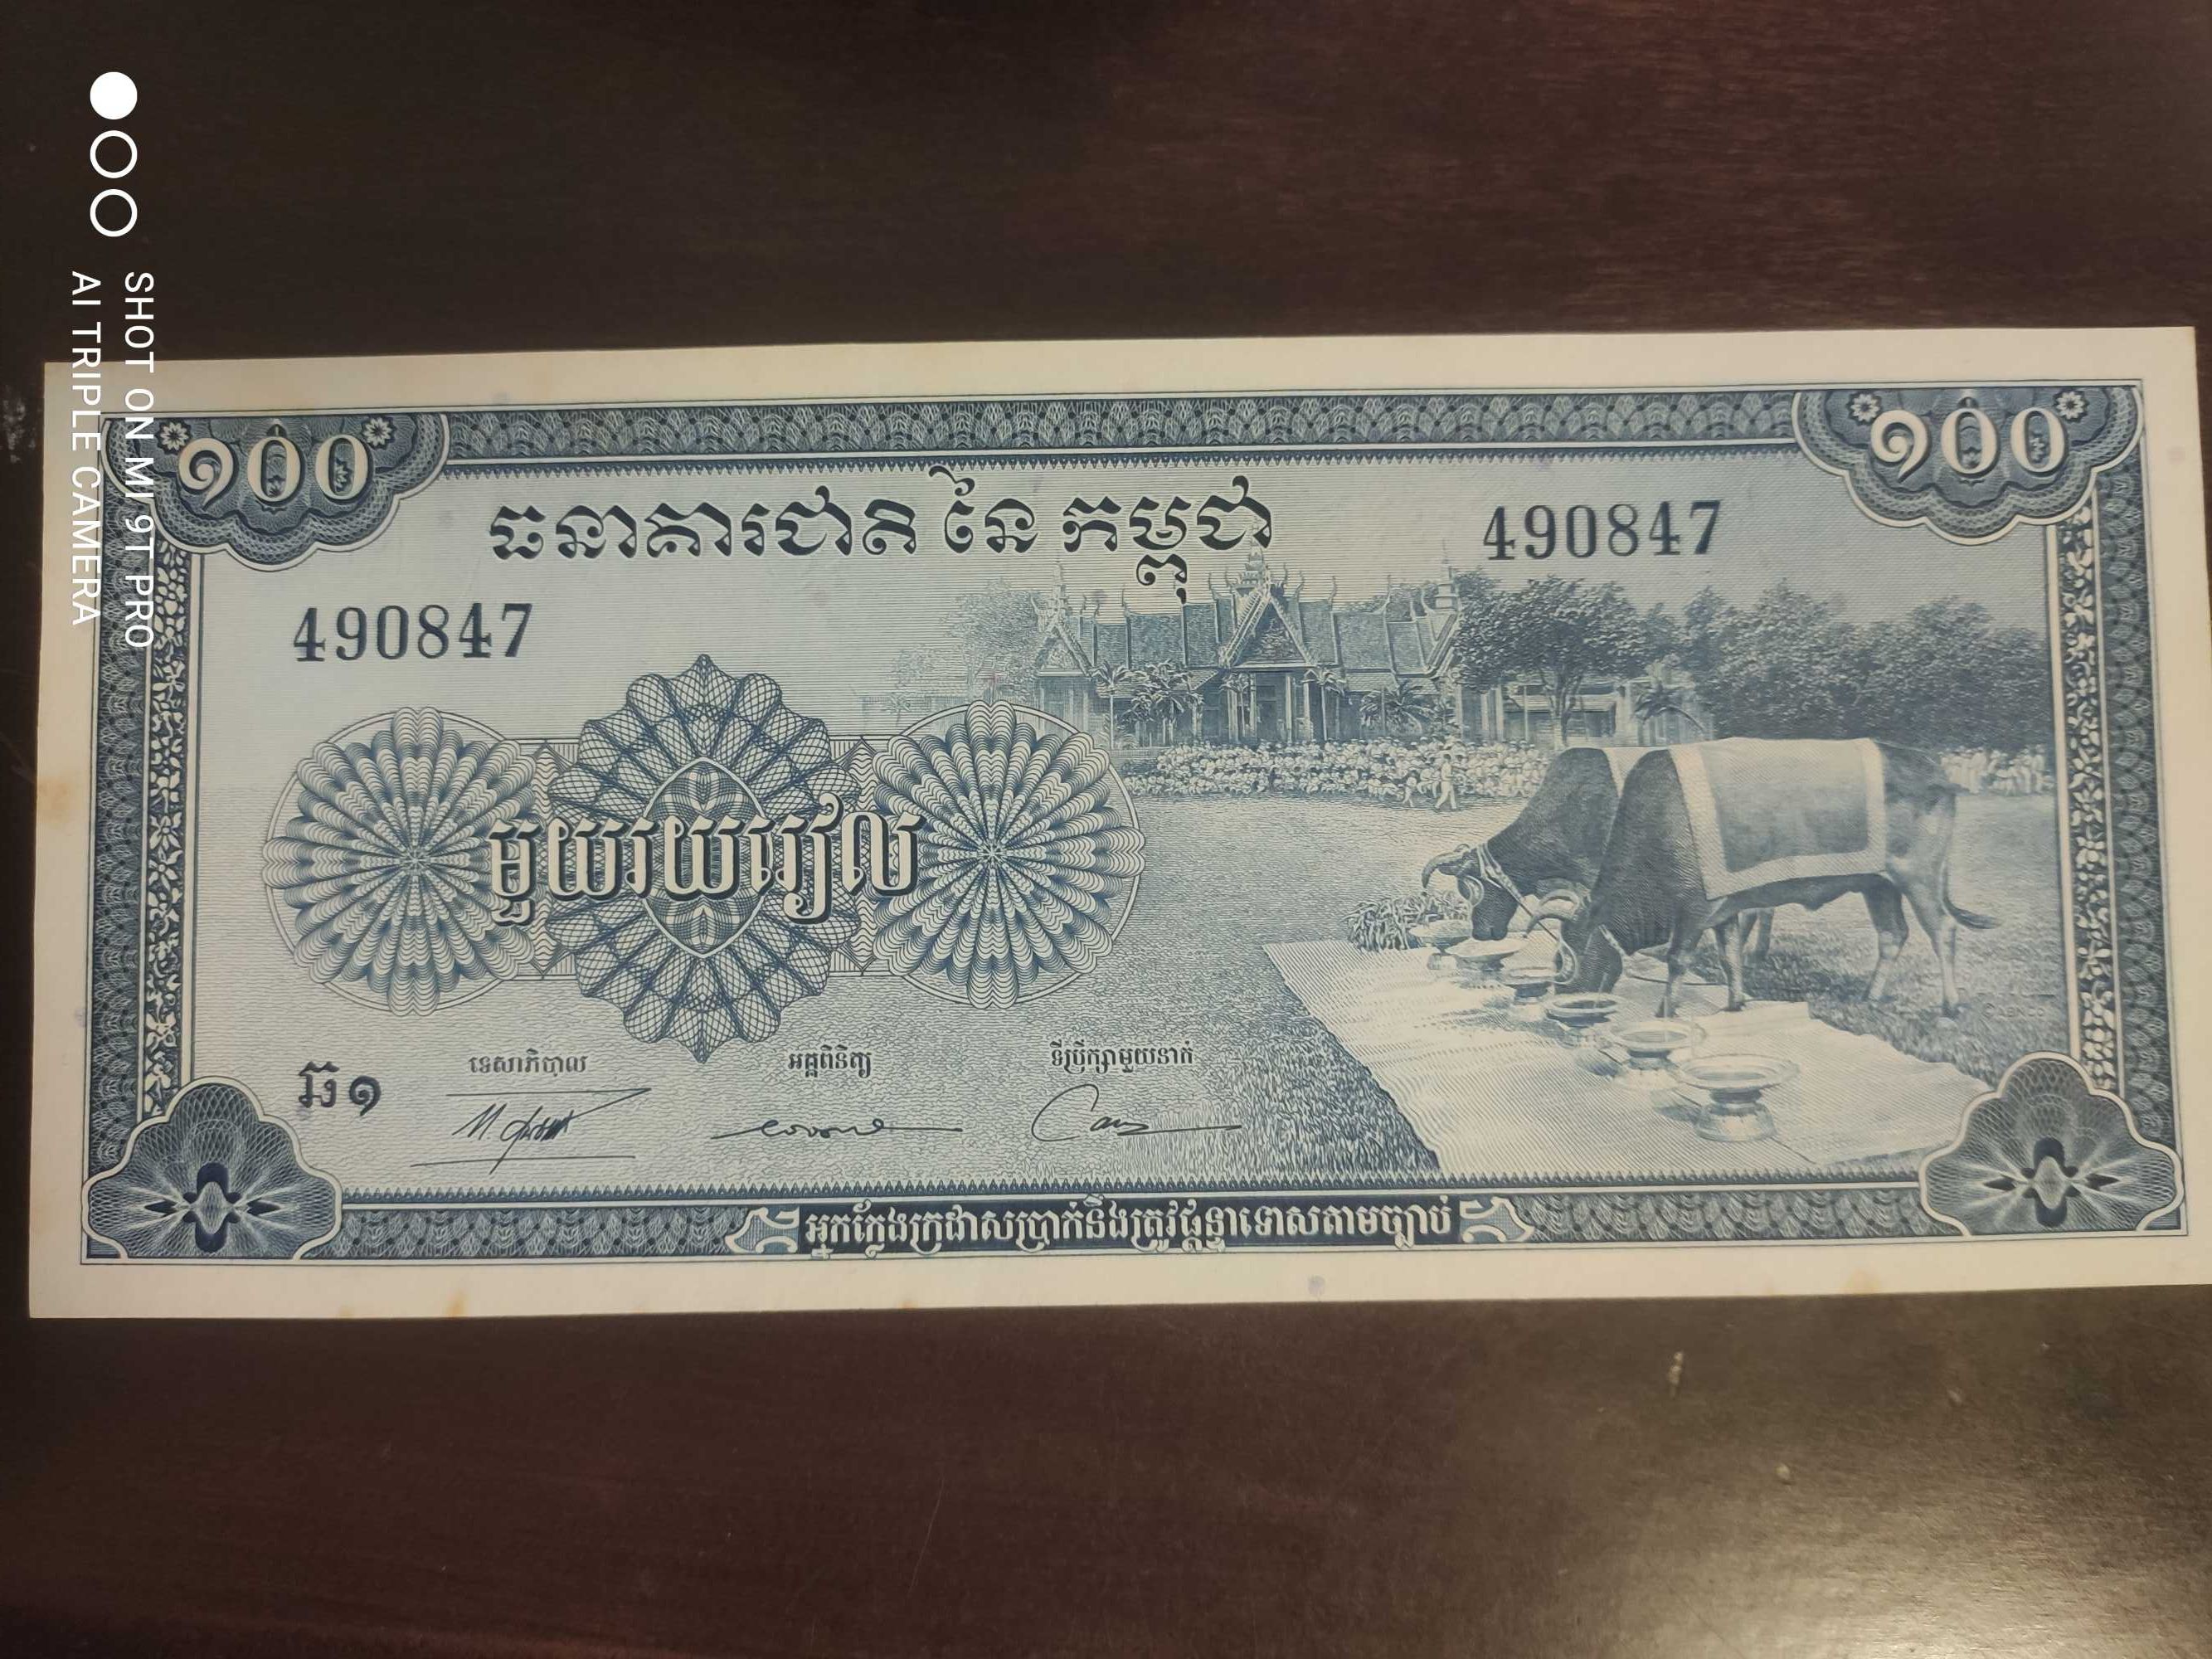 ១០០
១០០
ធនាគារជាតិ នៃ កម្ពុជា
490847
490847
មួយរយរៀល
ឆ១
ទេសាភិបាល
អគ្គពិនិត្យ
ទីប្រឹក្សាមួយនាក់
អ្នកក្លែងក្រដាសប្រាក់នឹងត្រូវផ្តន្ទាទោសតាមច្បាប់
SHOT ON MI 9T PRO
AI TRIPLE CAMERA